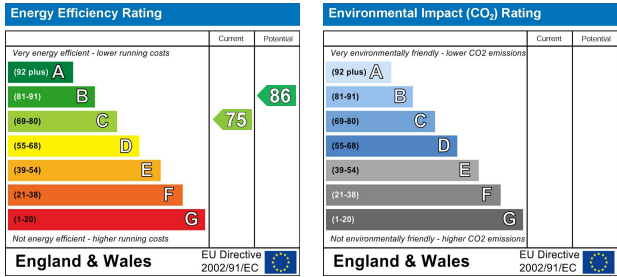 Energy Efficiency Rating
Current Potential
Very energy efficient - lower running costs
(92 plus) A
(81-91) B
86
(69-80) C
75
(55-68) D
(39-54) E
(21-38) F
(1-20) G
Not energy efficient - higher running costs
England & Wales
EU Directive
2002/91/EC
Environmental Impact (CO₂) Rating
Current Potential
Very environmentally friendly - lower CO2 emissions
(92 plus) A
(81-91) B
(69-80) C
(55-68) D
(39-54) E
(21-38) F
(1-20) G
Not environmentally friendly - higher CO2 emissions
England & Wales
EU Directive
2002/91/EC